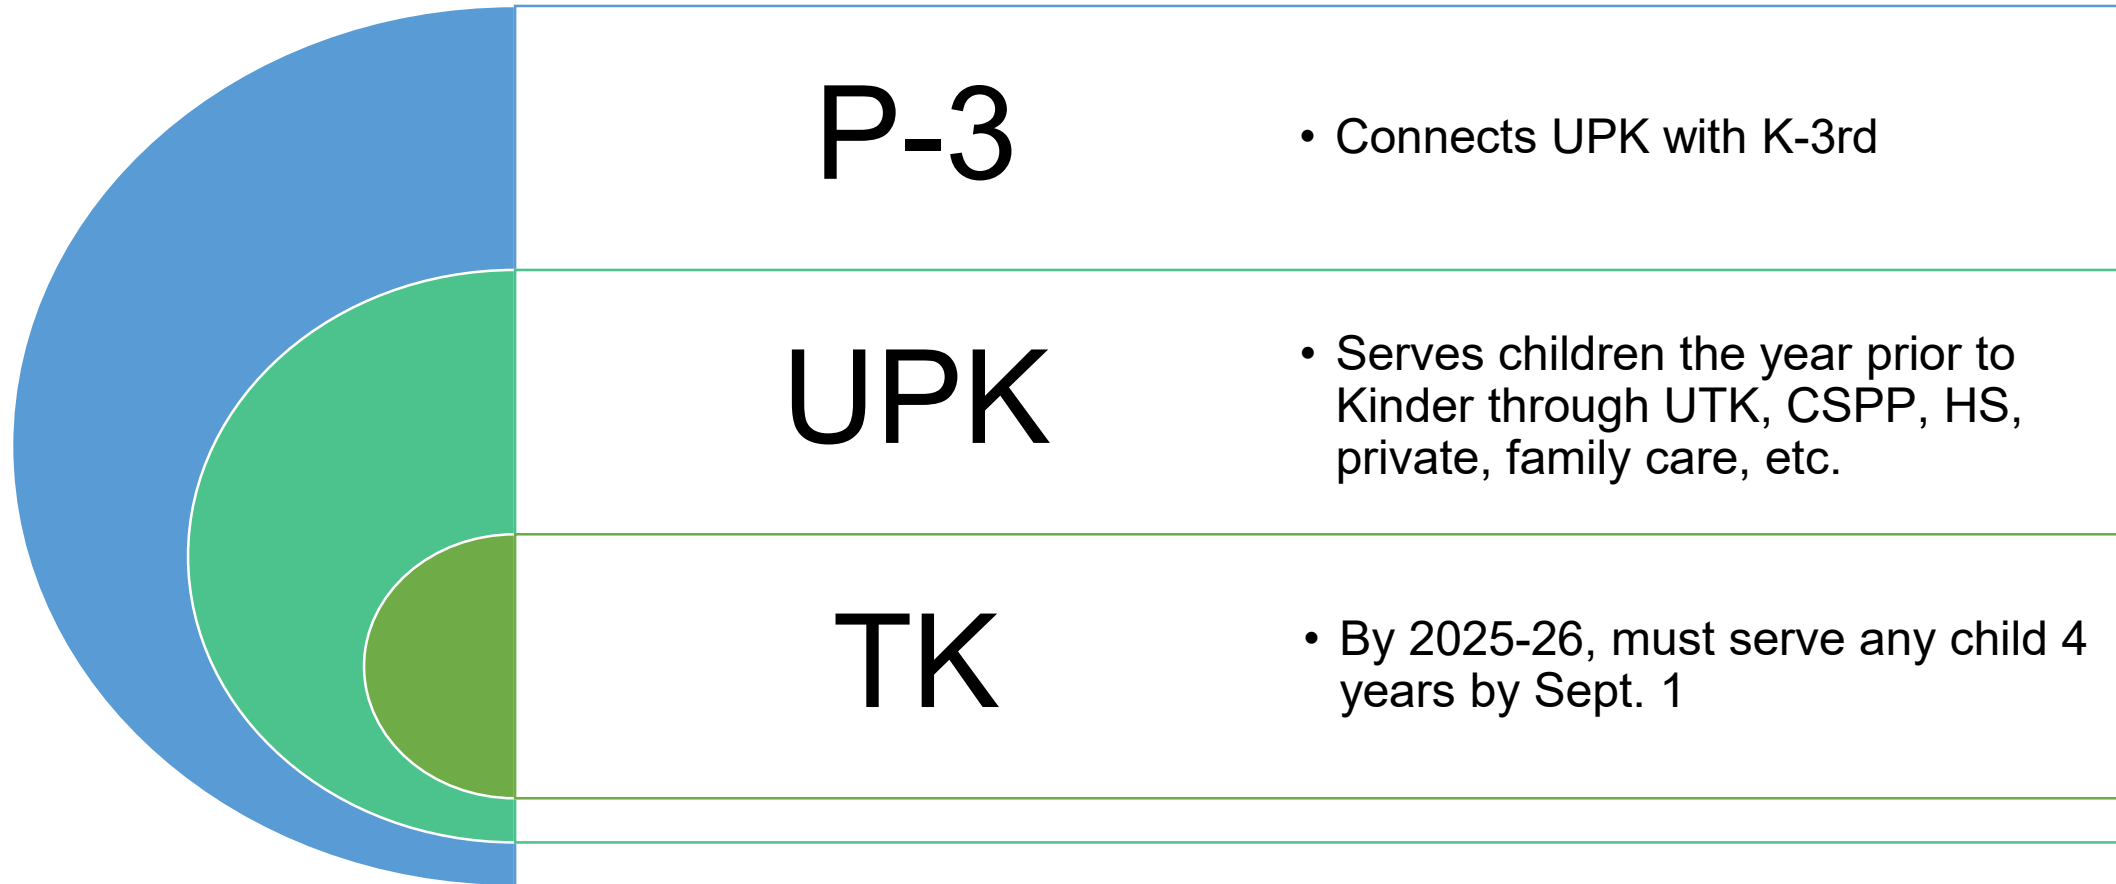 P-3
• Connects UPK with K-3rd
UPK
• Serves children the year prior to
Kinder through UTK, CSPP, HS,
private, family care, etc.
TK
• By 2025-26, must serve any child 4
years by Sept. 1